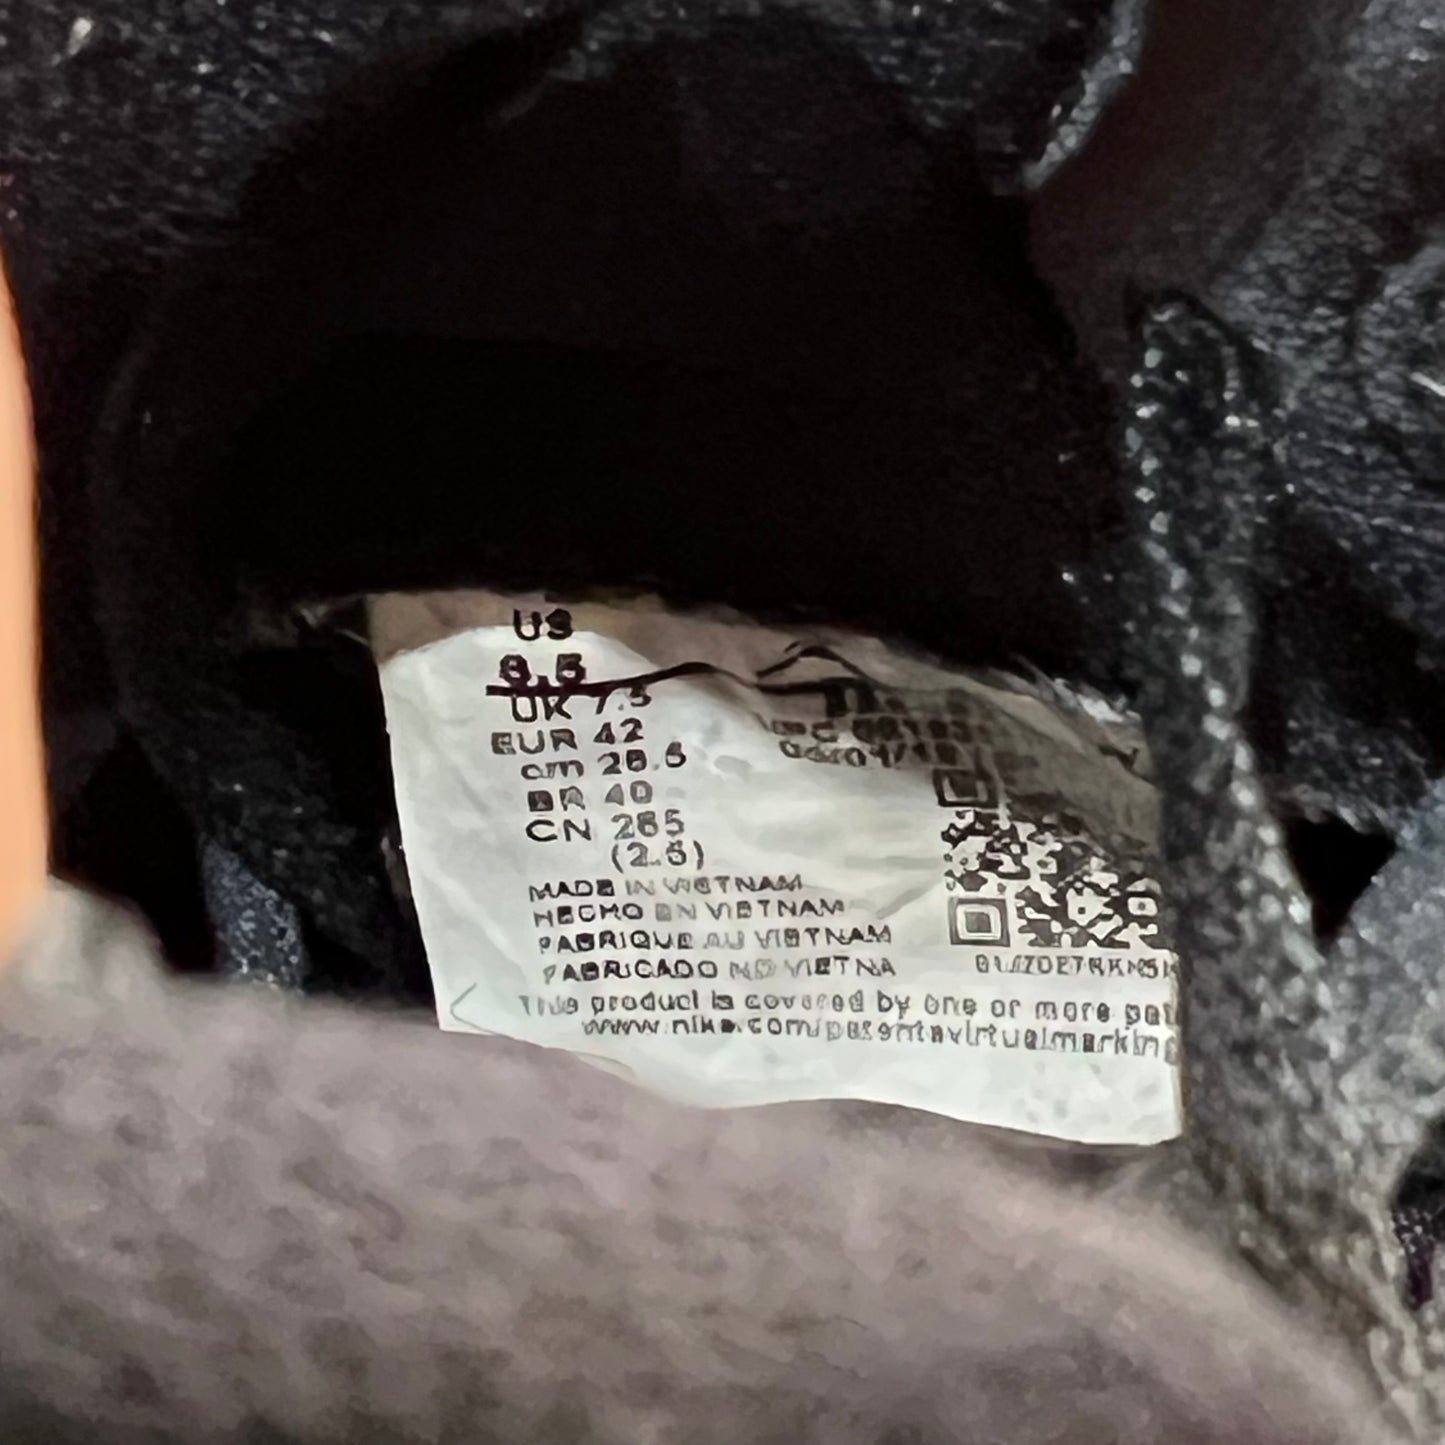 US
8.5
UK 7.5
EUR 42
cm 26.5
BR 40
CN 265
(2.5)
MADE IN VIETNAM
HECHO EN VIETNAM
FABRIQUE AU VIETNAM
FABRICADO NO VIETNA
This product is covered by one or more pat
www.nike.com/patentsvirtualmarking